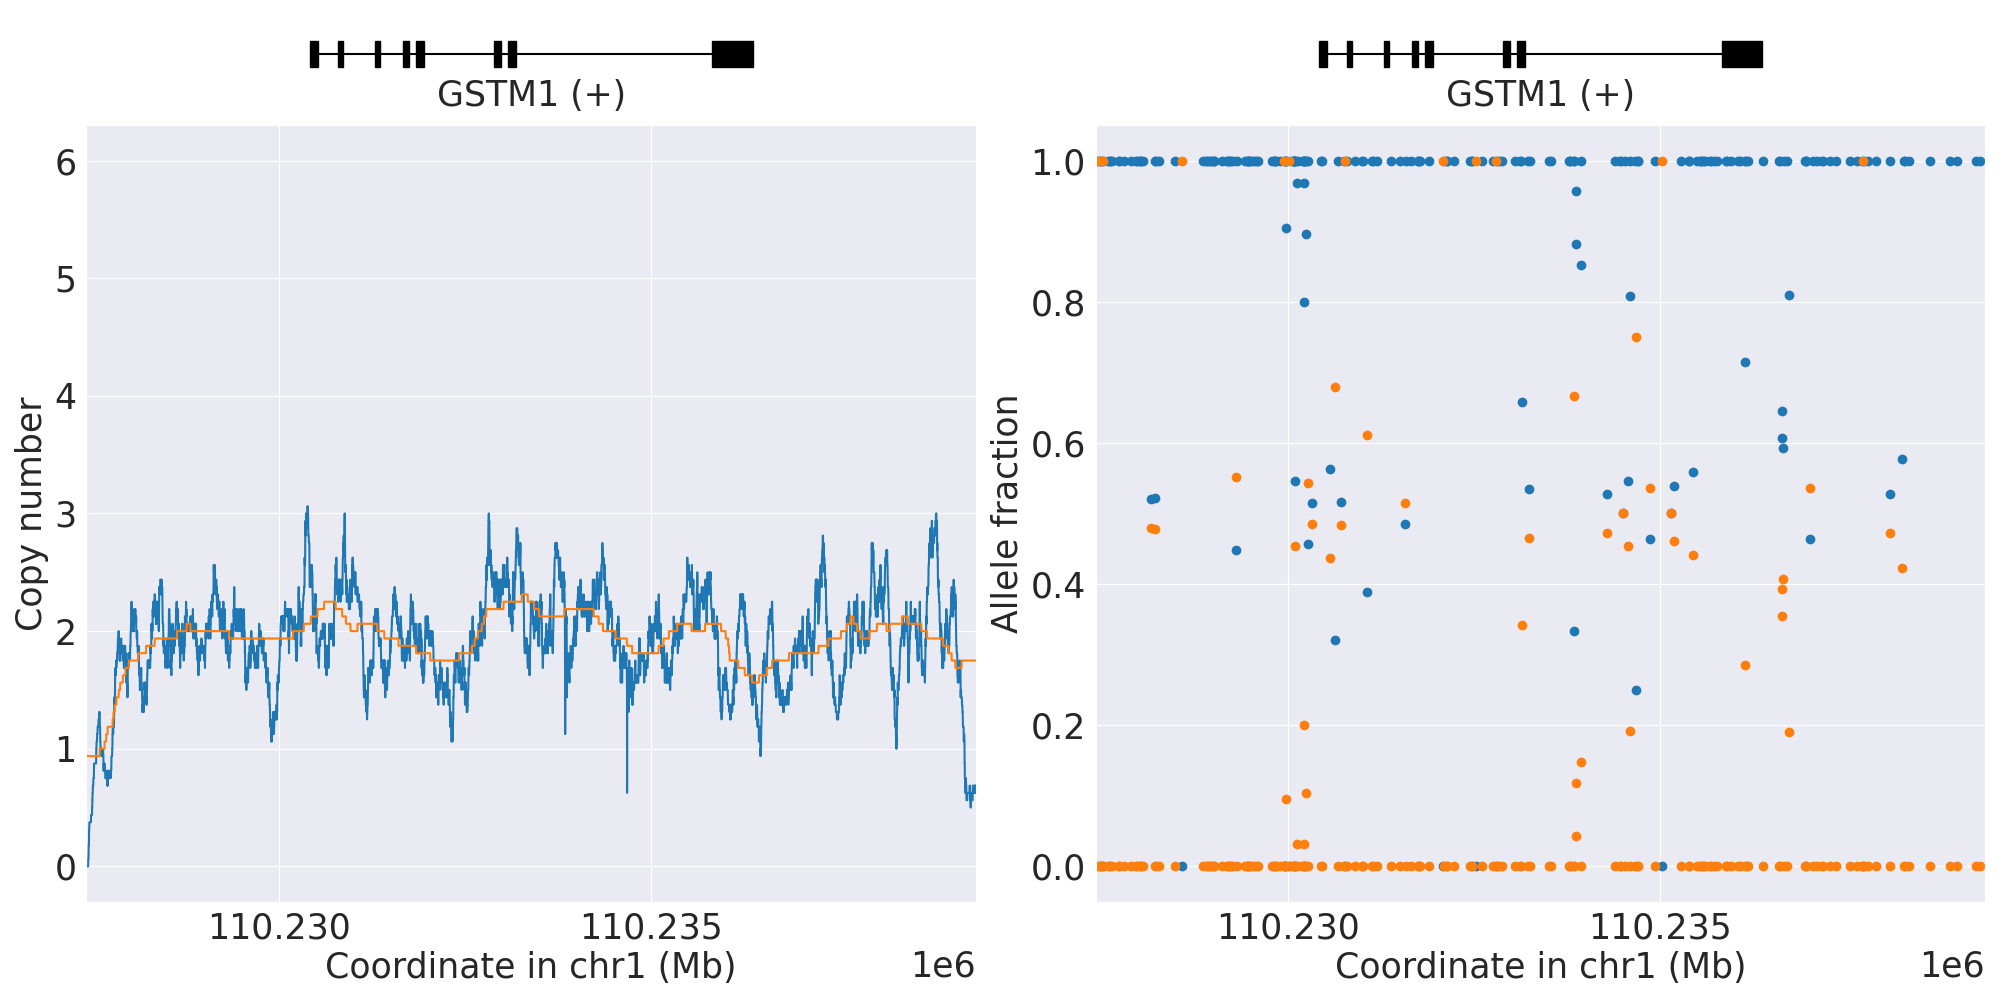 GSTM1 (+)
6
5
4
3
2
1
0
Copy number
110.230
110.235
Coordinate in chr1 (Mb)
1e6
GSTM1 (+)
1.0
0.8
0.6
0.4
0.2
0.0
Allele fraction
110.230
110.235
Coordinate in chr1 (Mb)
1e6